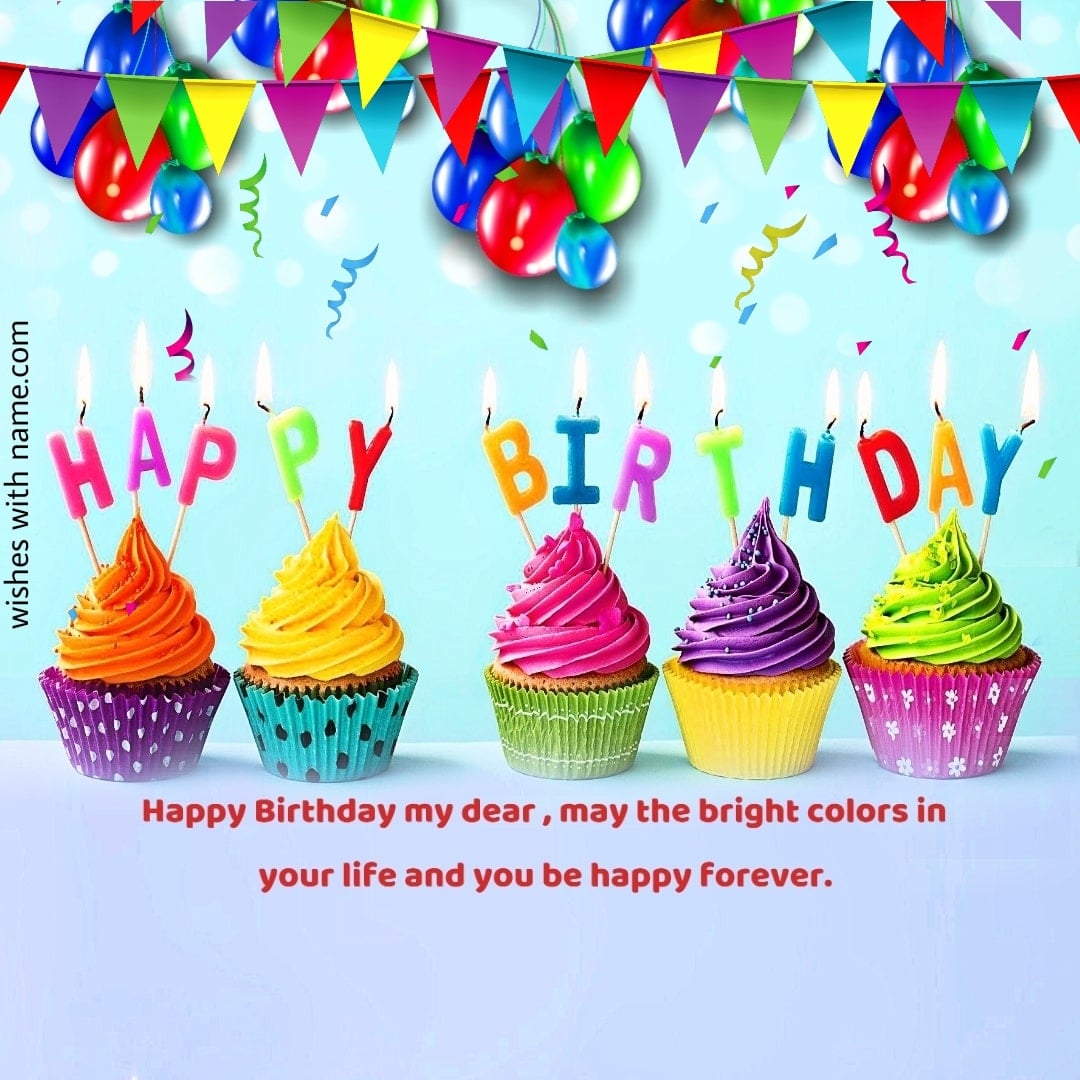 wishes with name.com
HAPPY BIRTHDAY
Happy Birthday my dear , may the bright colors in
your life and you be happy forever.